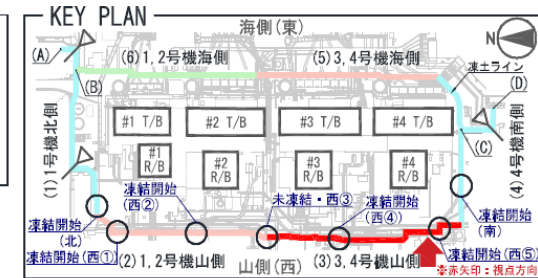 KEY PLAN
海側(東)
N
(A)
(6)1,2号機海側
(5)3,4号機海側
凍土ライン
(B)
(D)
#1 T/B
#2 T/B
#3 T/B
#4 T/B
(1)1号機北側
#1
R/B
#2
R/B
#3
R/B
#4
R/B
(C)
(4)4号機南側
凍結開始
(西②)
未凍結・西③
凍結開始
(西④)
凍結開始
(北)
凍結開始
(南)
凍結開始(西①)
(2)1,2号機山側
山側(西)
(3)3,4号機山側
凍結開始(西⑤)
※赤矢印:視点方向